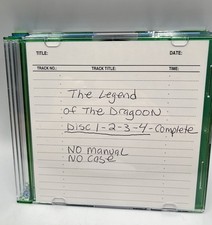 TITLE: DATE:
TRACK NO.: TRACK TITLE: TIME:
The Legend
of The DragooN
DISC 1-2-3-4-Complete
NO MANUAL
NO CASE